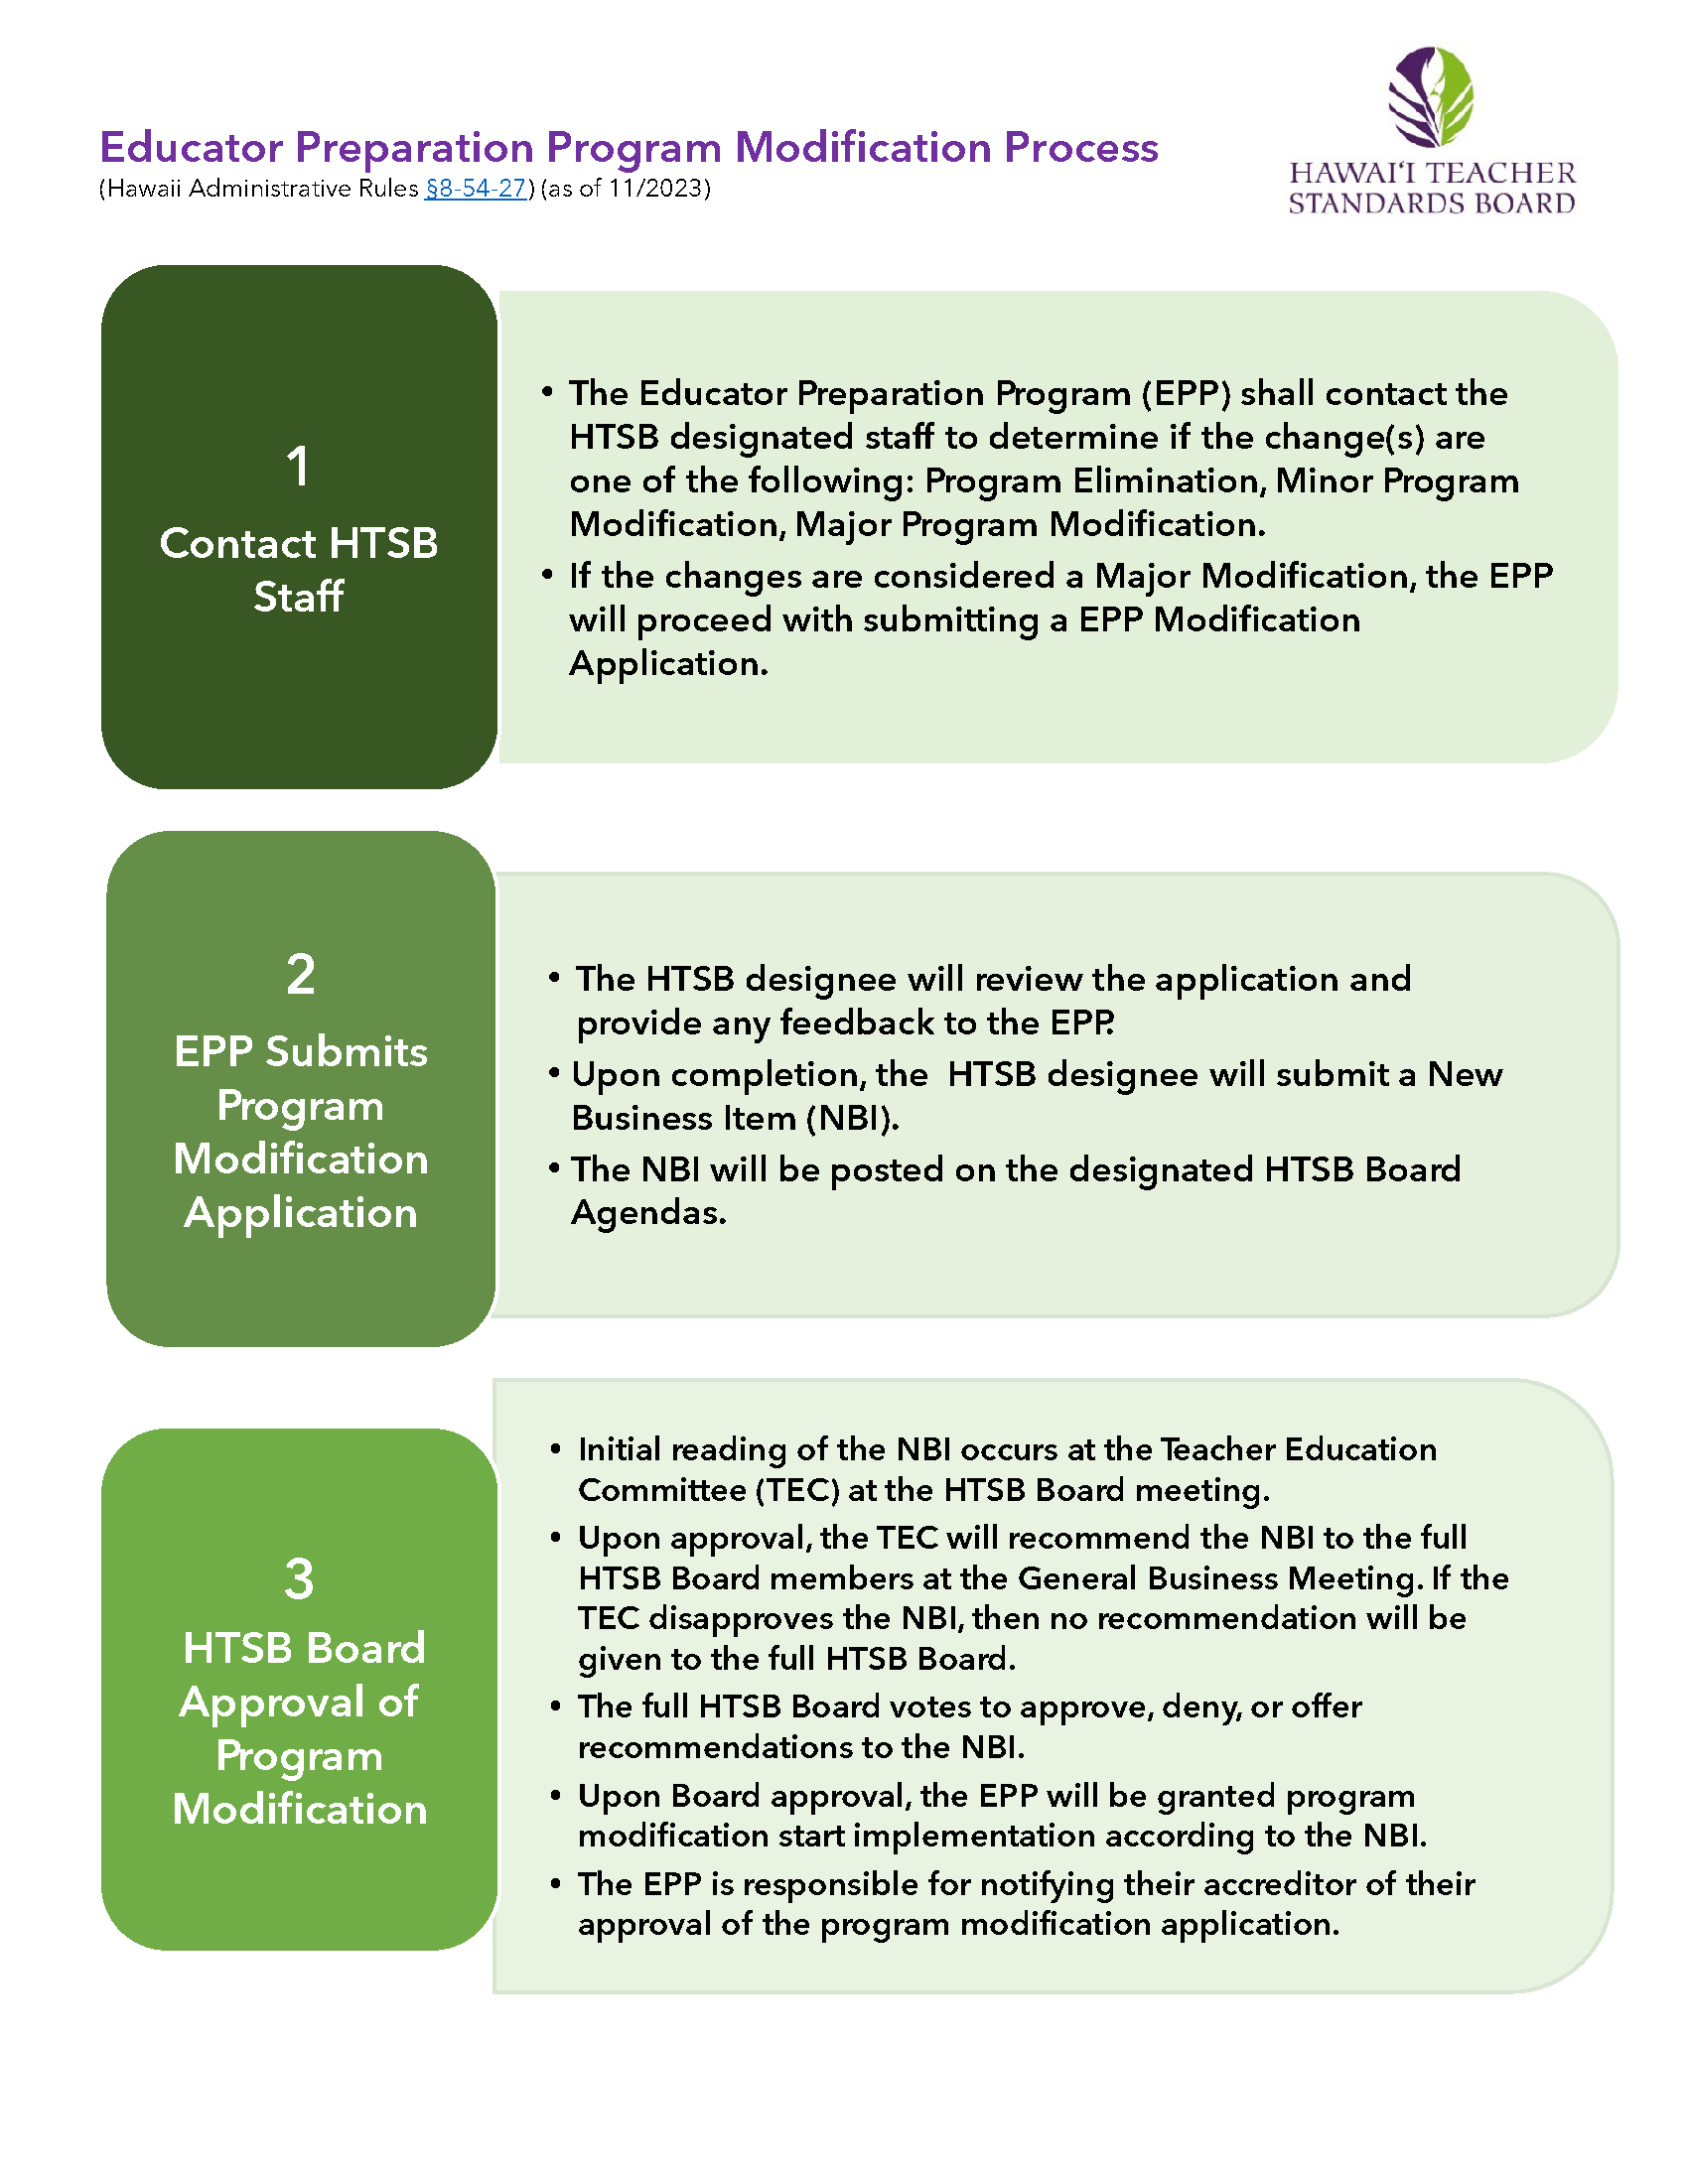 HAWAIʻI TEACHER
STANDARDS BOARD
Educator Preparation Program Modification Process
(Hawaii Administrative Rules §8-54-27) (as of 11/2023)
1
Contact HTSB
Staff
• The Educator Preparation Program (EPP) shall contact the
HTSB designated staff to determine if the change(s) are
one of the following: Program Elimination, Minor Program
Modification, Major Program Modification.
• If the changes are considered a Major Modification, the EPP
will proceed with submitting a EPP Modification
Application.
2
EPP Submits
Program
Modification
Application
• The HTSB designee will review the application and
provide any feedback to the EPP.
• Upon completion, the HTSB designee will submit a New
Business Item (NBI).
• The NBI will be posted on the designated HTSB Board
Agendas.
3
HTSB Board
Approval of
Program
Modification
• Initial reading of the NBI occurs at the Teacher Education
Committee (TEC) at the HTSB Board meeting.
• Upon approval, the TEC will recommend the NBI to the full
HTSB Board members at the General Business Meeting. If the
TEC disapproves the NBI, then no recommendation will be
given to the full HTSB Board.
• The full HTSB Board votes to approve, deny, or offer
recommendations to the NBI.
• Upon Board approval, the EPP will be granted program
modification start implementation according to the NBI.
• The EPP is responsible for notifying their accreditor of their
approval of the program modification application.